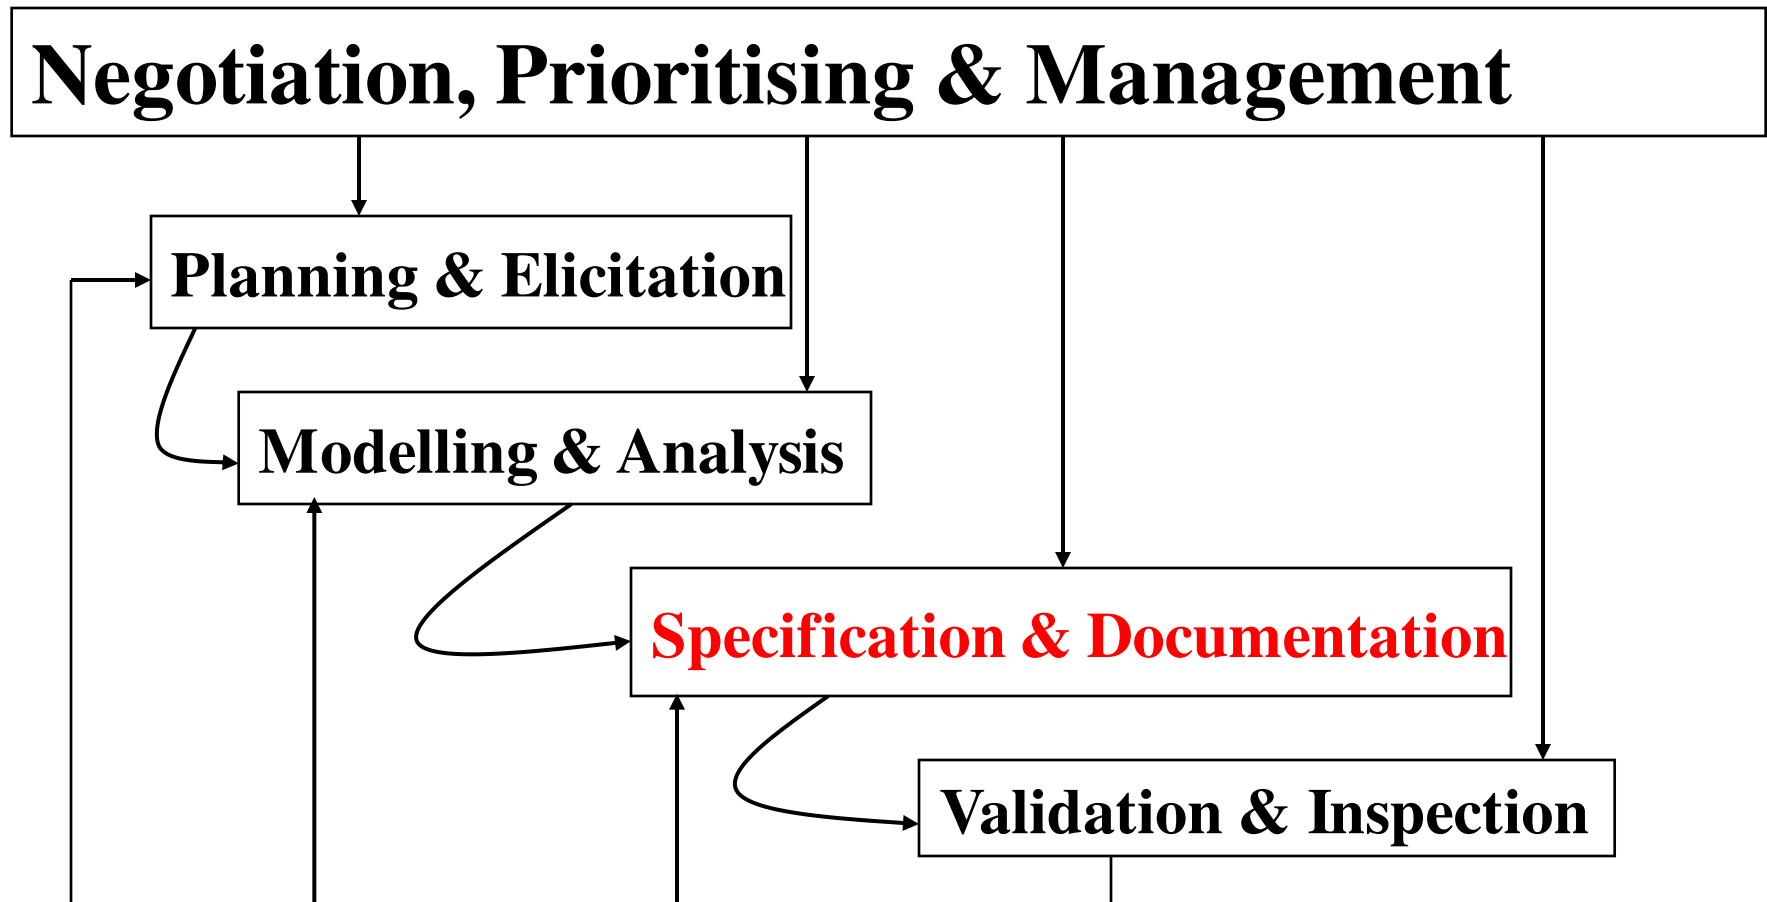 Negotiation, Prioritising & Management
Planning & Elicitation
Modelling & Analysis
Specification & Documentation
Validation & Inspection